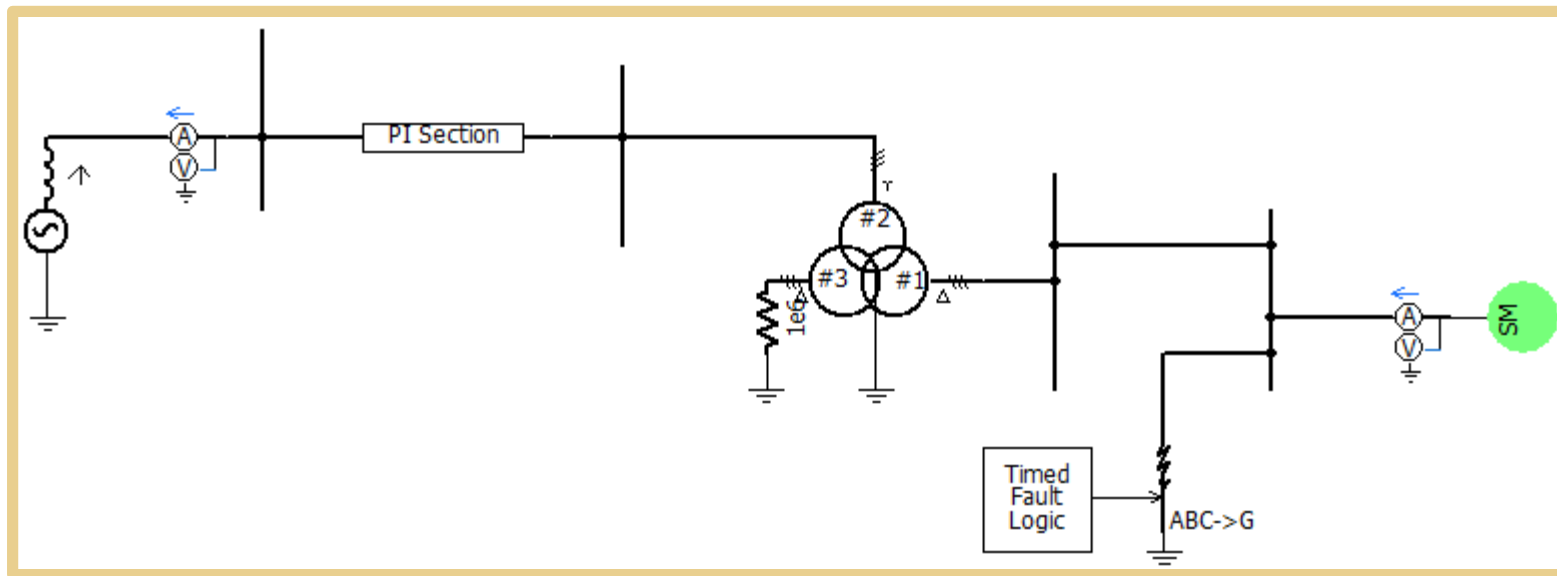 A
V
PI Section
#2
#3
#1
1e6
A
V
SM
Timed
Fault
Logic
ABC->G